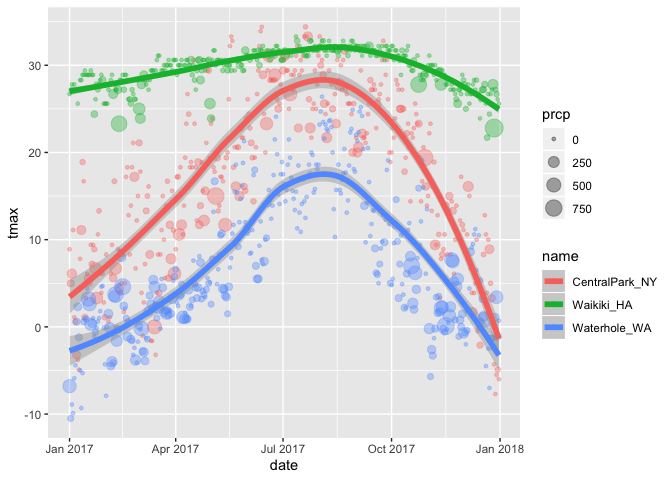 tmax
30
20
10
0
-10
Jan 2017 Apr 2017 Jul 2017 Oct 2017 Jan 2018
date
prcp
0
250
500
750
name
CentralPark_NY
Waikiki_HA
Waterhole_WA